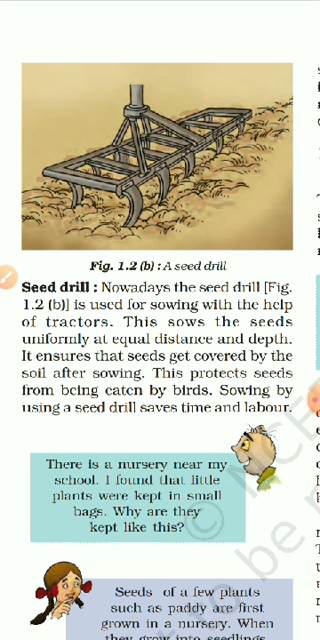 Fig. 1.2 (b) : A seed drill
Seed drill : Nowadays the seed drill [Fig.
1.2 (b)] is used for sowing with the help
of tractors. This sows the seeds
uniformly at equal distance and depth.
It ensures that seeds get covered by the
soil after sowing. This protects seeds
from being eaten by birds. Sowing by
using a seed drill saves time and labour.
There is a nursery near my
school. I found that little
plants were kept in small
bags. Why are they
kept like this?
Seeds of a few plants
such as paddy are first
grown in a nursery. When
they grow into seedlings